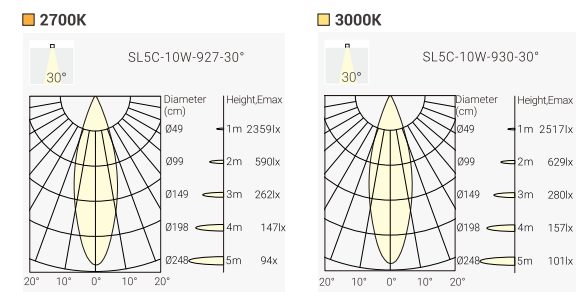 2700K
SL5C-10W-927-30°
30°
Diameter (cm) Height,Emax
Ø49 1m 2359lx
Ø99 2m 590lx
Ø149 3m 262lx
Ø198 4m 147lx
Ø248 5m 94x
20° 10° 0° 10° 20°
3000K
SL5C-10W-930-30°
30°
Diameter (cm) Height,Emax
Ø49 1m 2517lx
Ø99 2m 629lx
Ø149 3m 280lx
Ø198 4m 157lx
Ø248 5m 101lx
20° 10° 0° 10° 20°